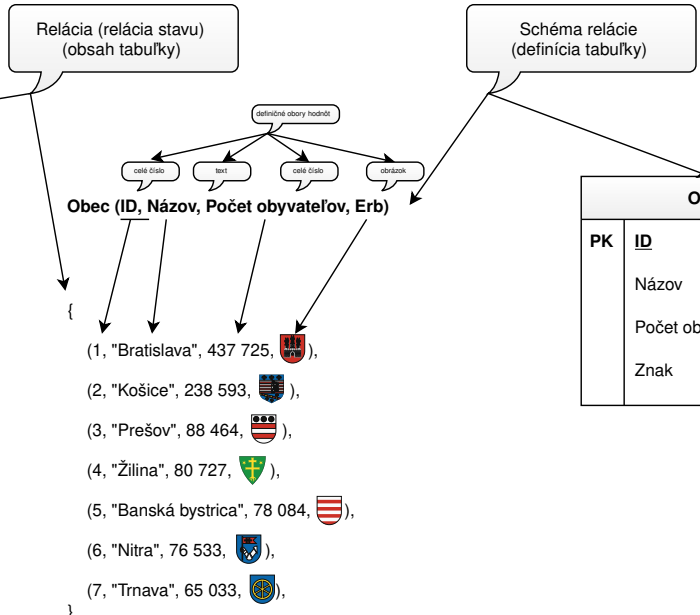 Relácia (relácia stavu)
(obsah tabuľky)
Schéma relácie
(definícia tabuľky)
definičné obory hodnôt
celé číslo
text
celé číslo
obrázok
Obec (ID, Názov, Počet obyvateľov, Erb)
{
(1, "Bratislava", 437 725, ),
(2, "Košice", 238 593, ),
(3, "Prešov", 88 464, ),
(4, "Žilina", 80 727, ),
(5, "Banská bystrica", 78 084, ),
(6, "Nitra", 76 533, ),
(7, "Trnava", 65 033, ),
}
O
PK ID
Názov
Počet ob
Znak